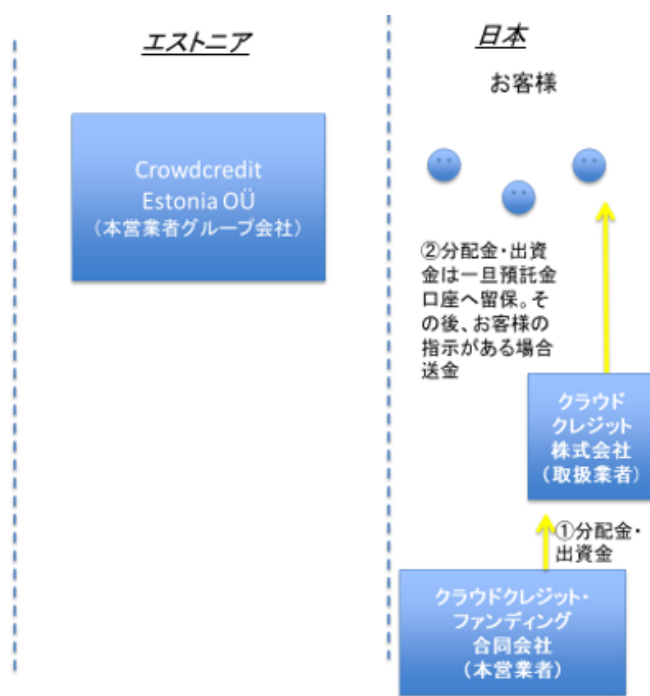 エストニア
日本
お客様
Crowdcredit
Estonia OÜ
（本営業者グループ会社）
②分配金・出資
金は一旦預託金
口座へ留保。そ
の後、お客様の
指示がある場合
送金
クラウド
クレジット
株式会社
（取扱業者）
①分配金・
出資金
クラウドクレジット・
ファンディング
合同会社
（本営業者）